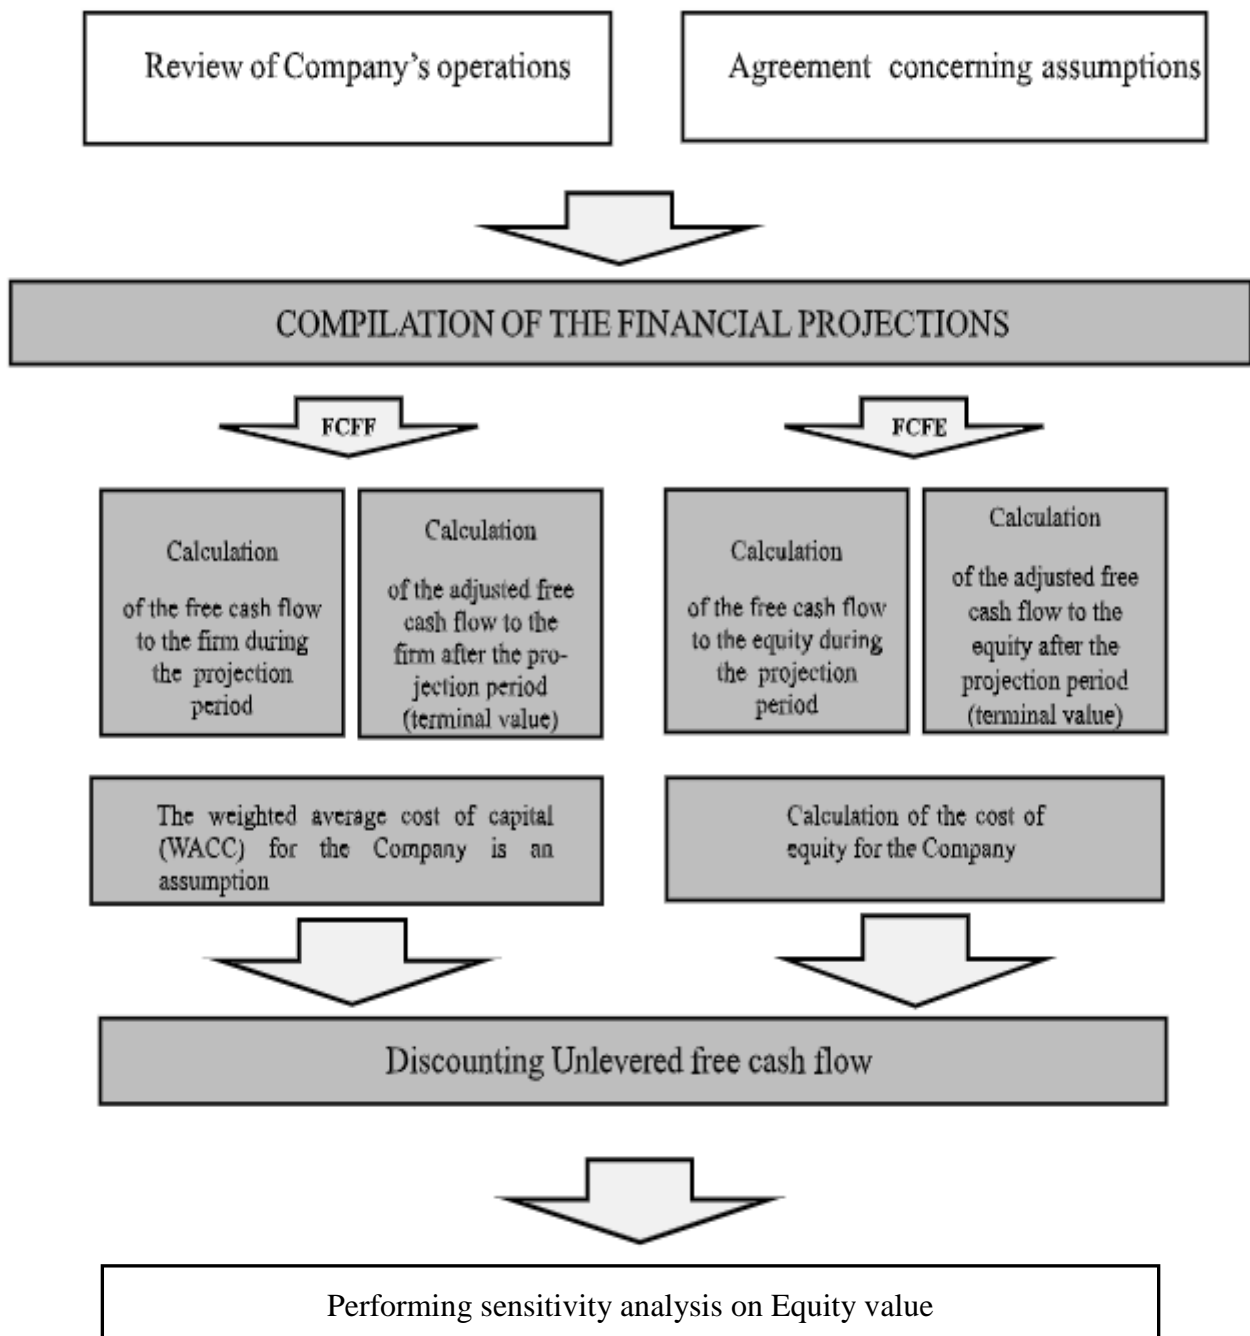 Review of Company's operations
Agreement concerning assumptions
COMPILATION OF THE FINANCIAL PROJECTIONS
FCFF
FCFE
Calculation
of the free cash flow
to the firm during
the projection
period
Calculation
of the adjusted free
cash flow to the
firm after the pro-
jection period
(terminal value)
Calculation
of the free cash flow
to the equity during
the projection
period
Calculation
of the adjusted free
cash flow to the
equity after the
projection period
(terminal value)
The weighted average cost of capital
(WACC) for the Company is an
assumption
Calculation of the cost of
equity for the Company
Discounting Unlevered free cash flow
Performing sensitivity analysis on Equity value